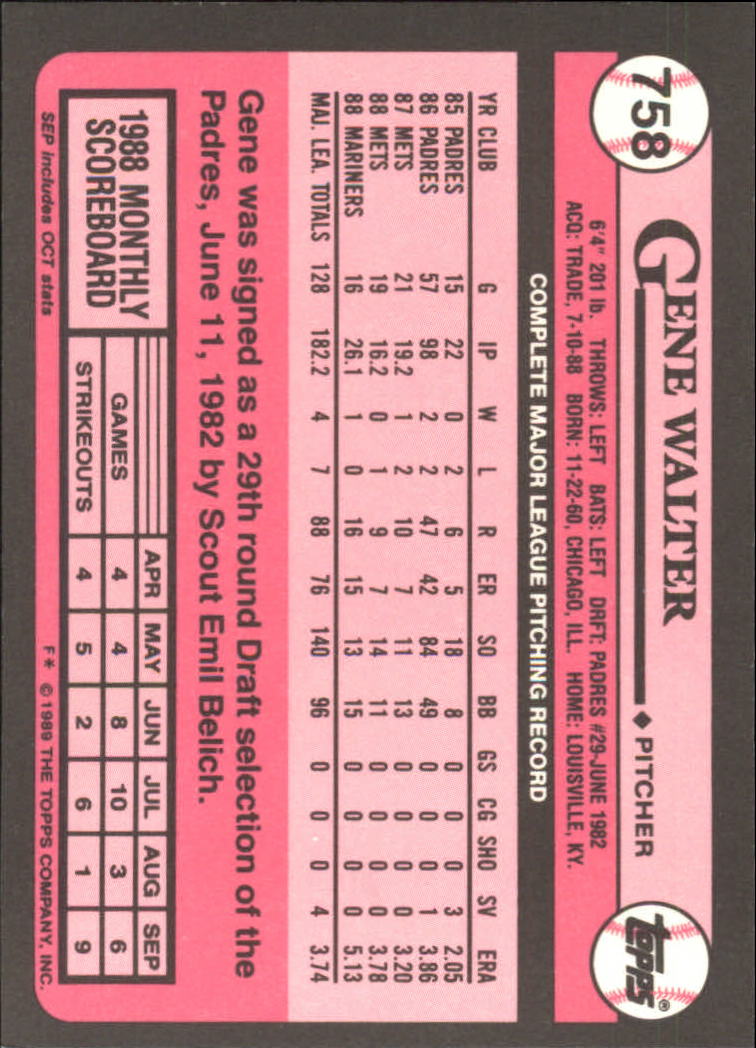 758
GENE WALTER ◆ PITCHER
topps®
6'4" 201 lb. THROWS: LEFT BATS: LEFT DRFT: PADRES #29-JUNE 1982
ACQ: TRADE, 7-10-88 BORN: 11-22-60, CHICAGO, ILL. HOME: LOUISVILLE, KY.
COMPLETE MAJOR LEAGUE PITCHING RECORD
YR CLUB G IP W L R ER SO BB GS CG SHO SV ERA
85 PADRES 15 22 0 2 6 5 18 8 0 0 0 3 2.05
86 PADRES 57 98 2 2 47 42 84 49 0 0 0 1 3.86
87 METS 21 19.2 1 2 10 7 11 13 0 0 0 0 3.20
88 METS 19 16.2 0 1 9 7 14 11 0 0 0 0 3.78
88 MARINERS 16 26.1 1 0 16 15 13 15 0 0 0 0 5.13
MAJ. LEA. TOTALS 128 182.2 4 7 88 76 140 96 0 0 0 4 3.74
Gene was signed as a 29th round Draft selection of the
Padres, June 11, 1982 by Scout Emil Belich.
1988 MONTHLY
SCOREBOARD
APR MAY JUN JUL AUG SEP
GAMES 4 4 8 10 3 6
STRIKEOUTS 4 5 2 6 1 9
SEP includes OCT stats
F* ©1989 THE TOPPS COMPANY, INC.